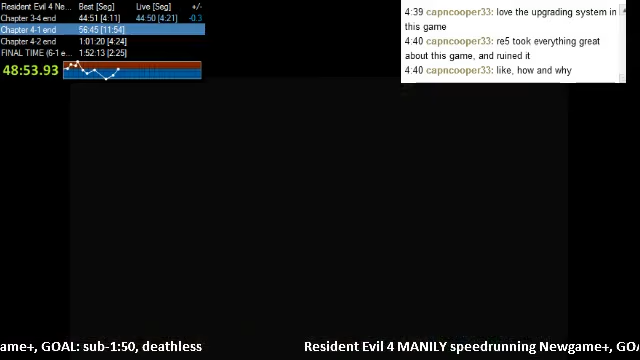 Resident Evil 4 Ne... Best [Seg] Live [Seg] +/-
Chapter 3-4 end 44:51 [4:11] 44:50 [4:21] -0.3
Chapter 4-1 end 56:45 [11:54]
Chapter 4-2 end 1:01:20 [4:24]
FINAL TIME (6-1 e... 1:52:13 [2:25]
48:53.93
4:39 capncooper33: love the upgrading system in
this game
4:40 capncooper33: re5 took everything great
about this game, and ruined it
4:40 capncooper33: like, how and why
ame+, GOAL: sub-1:50, deathless Resident Evil 4 MANILY speedrunning Newgame+, GOA